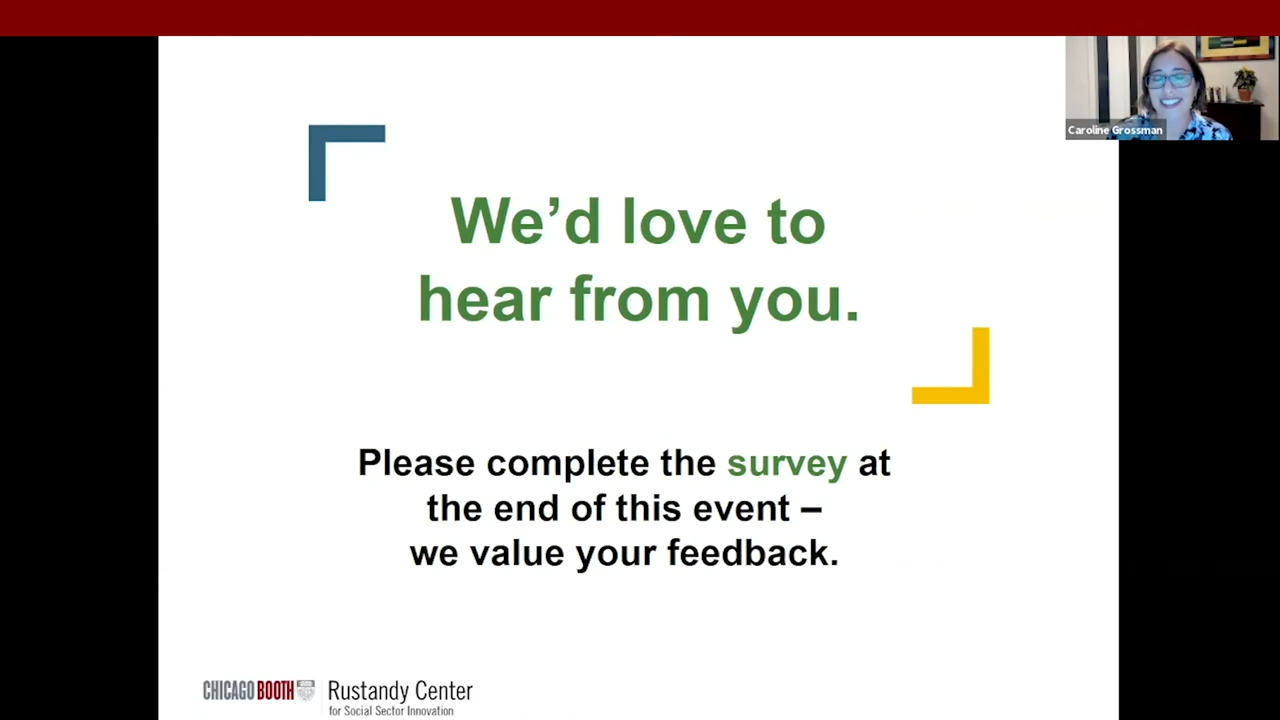 Caroline Grossman
We'd love to
hear from you.
Please complete the survey at
the end of this event –
we value your feedback.
CHICAGO BOOTH
Rustandy Center
for Social Sector Innovation